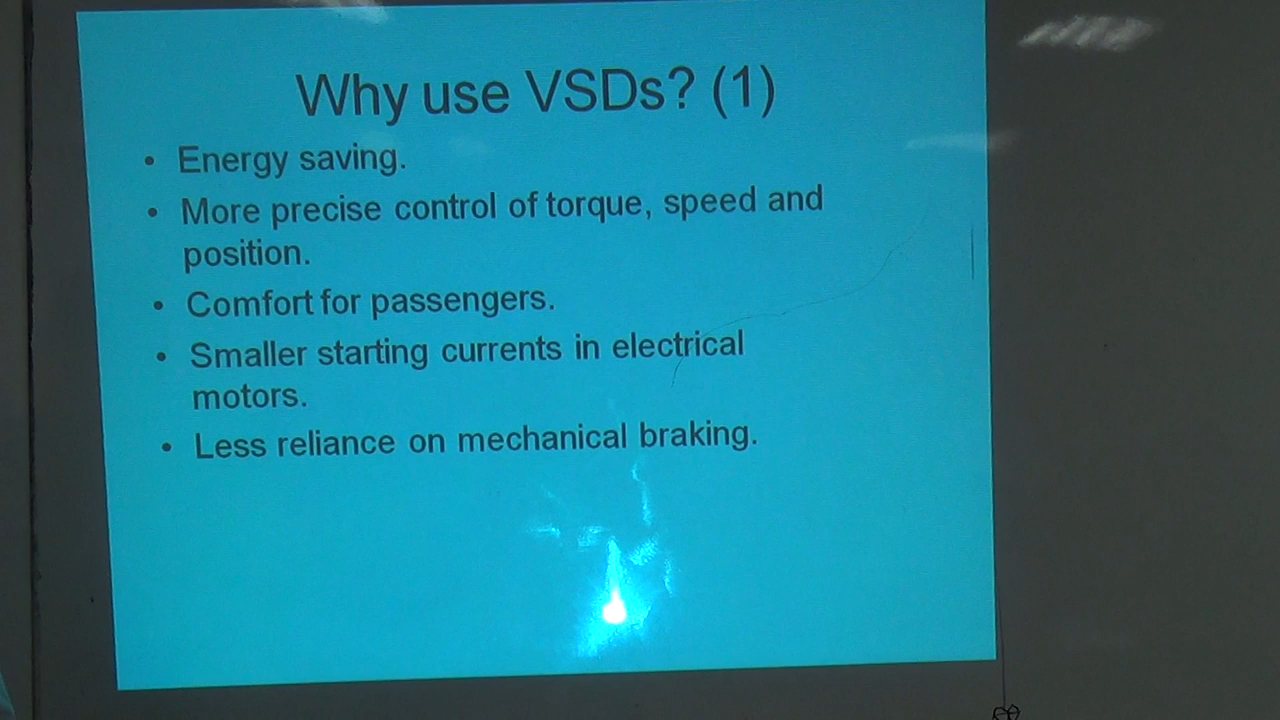 Why use VSDs? (1)
• Energy saving.
• More precise control of torque, speed and
position.
• Comfort for passengers.
• Smaller starting currents in electrical
motors.
• Less reliance on mechanical braking.